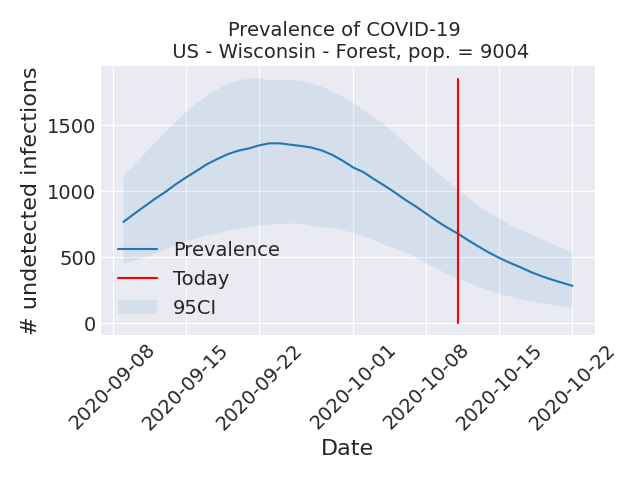 Prevalence of COVID-19
US - Wisconsin - Forest, pop. = 9004
# undetected infections
1500
1000
500
0
Prevalence
Today
95CI
2020-09-08
2020-09-15
2020-09-22
2020-10-01
2020-10-08
2020-10-15
2020-10-22
Date